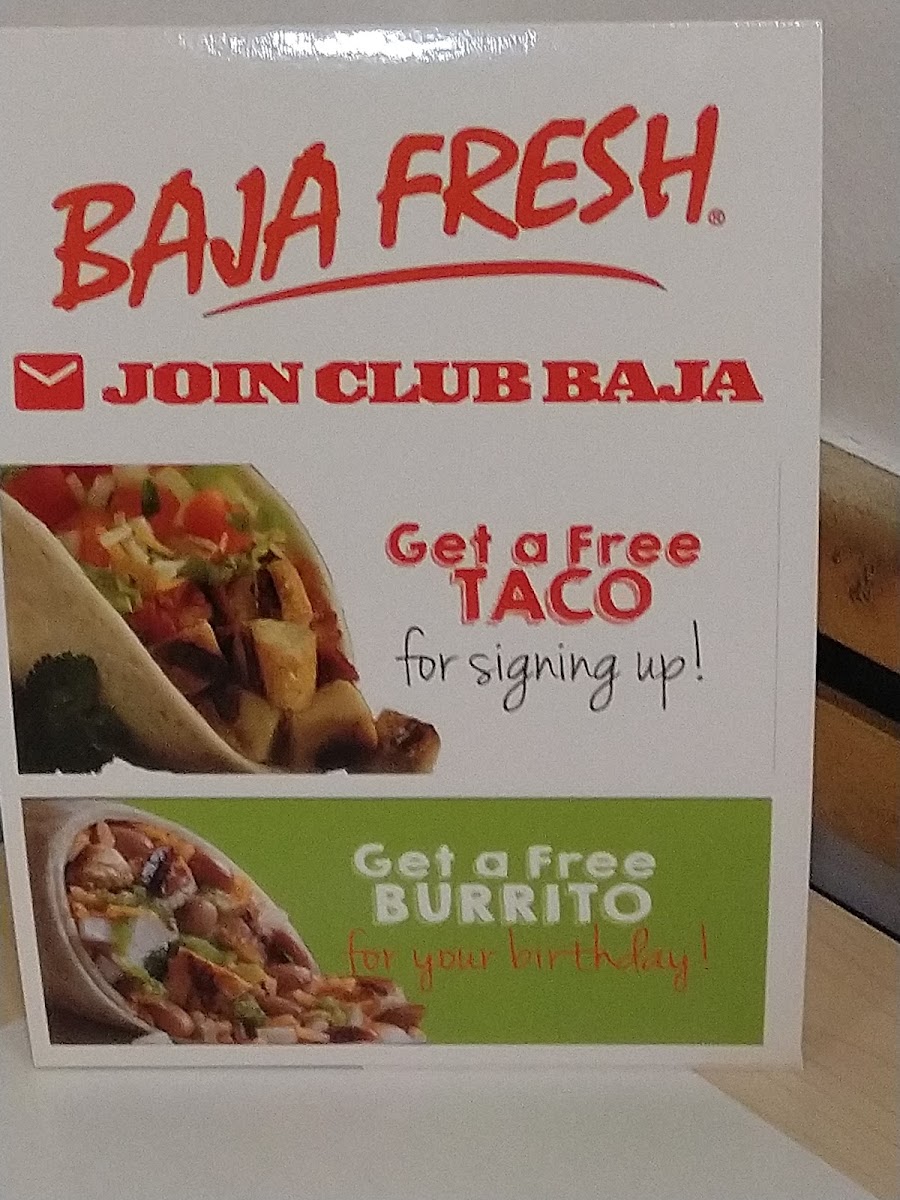 BAJA FRESH®
JOIN CLUB BAJA
Get a Free
TACO
for signing up!
Get a Free
BURRITO
for your birthday!